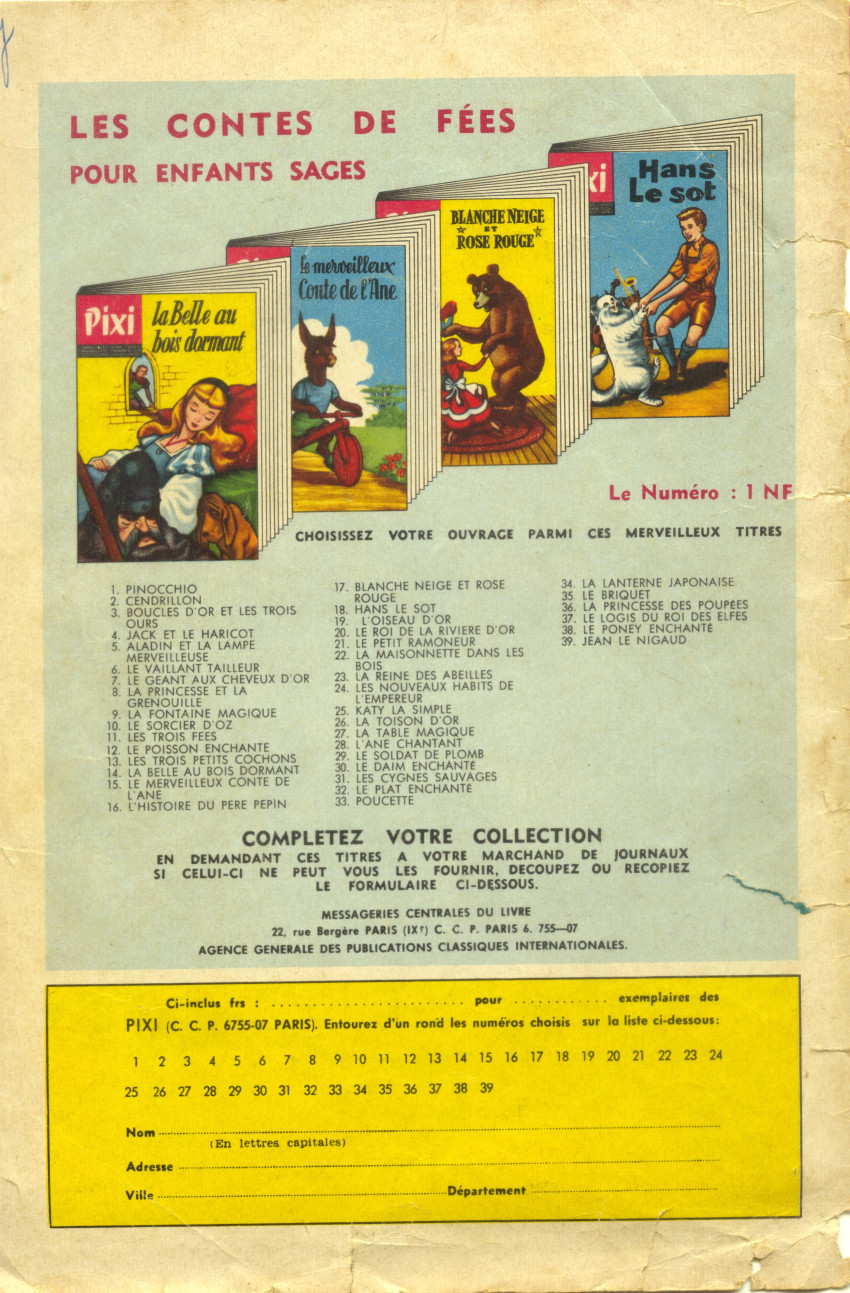 LES CONTES DE FÉES
POUR ENFANTS SAGES
Pixi
la Belle au
bois dormant
Le merveilleux
Conte de l'Ane
BLANCHE NEIGE
ET
ROSE ROUGE
Hans
Le sot
Le Numéro : 1 NF
CHOISISSEZ VOTRE OUVRAGE PARMI CES MERVEILLEUX TITRES
1. PINOCCHIO
2. CENDRILLON
3. BOUCLES D'OR ET LES TROIS
OURS
4. JACK ET LE HARICOT
5. ALADIN ET LA LAMPE
MERVEILLEUSE
6. LE VAILLANT TAILLEUR
7. LE GEANT AUX CHEVEUX D'OR
8. LA PRINCESSE ET LA
GRENOUILLE
9. LA FONTAINE MAGIQUE
10. LE SORCIER D'OZ
11. LES TROIS FEES
12. LE POISSON ENCHANTE
13. LES TROIS PETITS COCHONS
14. LA BELLE AU BOIS DORMANT
15. LE MERVEILLEUX CONTE DE
L'ANE
16. L'HISTOIRE DU PERE PEPIN
17. BLANCHE NEIGE ET ROSE
ROUGE
18. HANS LE SOT
19. L'OISEAU D'OR
20. LE ROI DE LA RIVIERE D'OR
21. LE PETIT RAMONEUR
22. LA MAISONNETTE DANS LES
BOIS
23. LA REINE DES ABEILLES
24. LES NOUVEAUX HABITS DE
L'EMPEREUR
25. KATY LA SIMPLE
26. LA TOISON D'OR
27. LA TABLE MAGIQUE
28. L'ANE CHANTANT
29. LE SOLDAT DE PLOMB
30. LE DAIM ENCHANTÉ
31. LES CYGNES SAUVAGES
32. LE PLAT ENCHANTÉ
33. POUCETTE
34. LA LANTERNE JAPONAISE
35 LE BRIQUET
36. LA PRINCESSE DES POUPÉES
37. LE LOGIS DU ROI DES ELFES
38. LE PONEY ENCHANTÉ
39. JEAN LE NIGAUD
COMPLETEZ VOTRE COLLECTION
EN DEMANDANT CES TITRES A VOTRE MARCHAND DE JOURNAUX
SI CELUI-CI NE PEUT VOUS LES FOURNIR, DECOUPEZ OU RECOPIEZ
LE FORMULAIRE CI-DESSOUS.
MESSAGERIES CENTRALES DU LIVRE
22, rue Bergère PARIS (IXe) C. C. P. PARIS 6. 755—07
AGENCE GENERALE DES PUBLICATIONS CLASSIQUES INTERNATIONALES.
Ci-inclus frs : ........................ pour ............ exemplaires des
PIXI (C. C. P. 6755-07 PARIS). Entourez d'un rond les numéros choisis sur la liste ci-dessous:
1 2 3 4 5 6 7 8 9 10 11 12 13 14 15 16 17 18 19 20 21 22 23 24
25 26 27 28 29 30 31 32 33 34 35 36 37 38 39
Nom
(En lettres capitales)
Adresse
Ville Département